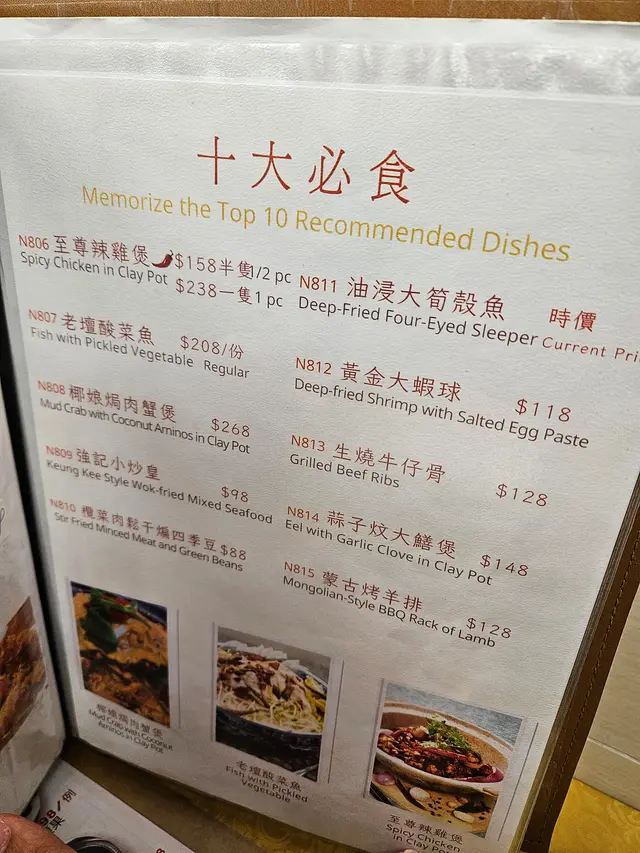 十大必食
Memorize the Top 10 Recommended Dishes
N806 至尊辣雞煲 $158半隻1/2 pc
Spicy Chicken in Clay Pot $238一隻1 pc
N807 老壇酸菜魚 $208/份
Fish with Pickled Vegetable Regular
N808 椰娘焗肉蟹煲 $268
Mud Crab with Coconut Aminos in Clay Pot
N809 強記小炒皇 $98
Keung Kee Style Wok-fried Mixed Seafood
N810 欖菜肉鬆干煸四季豆 $88
Stir Fried Minced Meat and Green Beans
N811 油浸大筍殼魚 時價
Deep-Fried Four-Eyed Sleeper Current Pri
N812 黃金大蝦球 $118
Deep-fried Shrimp with Salted Egg Paste
N813 生燒牛仔骨 $128
Grilled Beef Ribs
N814 蒜子炆大鱔煲 $148
Eel with Garlic Clove in Clay Pot
N815 蒙古烤羊排 $128
Mongolian-Style BBQ Rack of Lamb
椰娘焗肉蟹煲
Mud Crab with Coconut
Aminos in Clay Pot
老壇酸菜魚
Fish with Pickled
Vegetable
至尊辣雞煲
Spicy Chicken
in Clay Pot